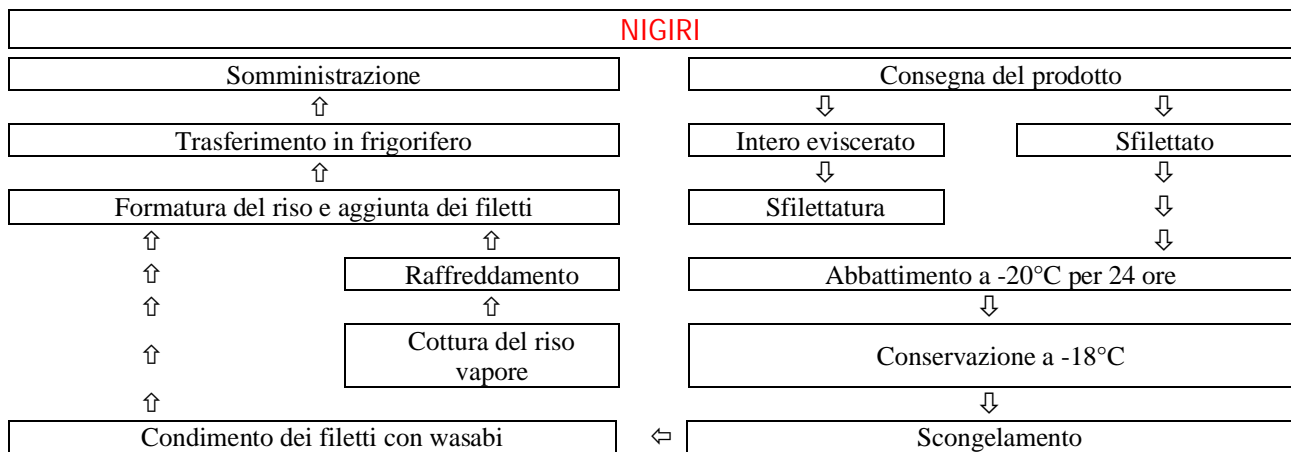 NIGIRI
Somministrazione
Consegna del prodotto
⇧
⇩ ⇩
Trasferimento in frigorifero
Intero eviscerato
Sfilettato
⇧
⇩ ⇩
Formatura del riso e aggiunta dei filetti
Sfilettatura
⇩
⇧ ⇧
⇩
⇧
Raffreddamento
Abbattimento a -20°C per 24 ore
⇧ ⇧
⇩
⇧
Cottura del riso
vapore
Conservazione a -18°C
⇧
⇩
Condimento dei filetti con wasabi
⇦
Scongelamento